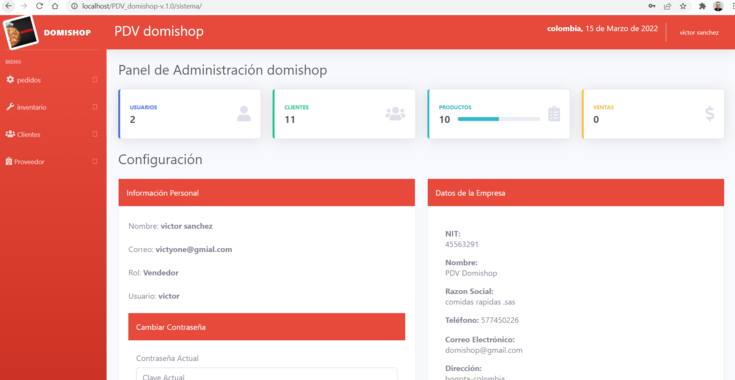 localhost/PDV_domishop-v.1.0/sistema/
DOMISHOP
PDV domishop
colombia, 15 de Marzo de 2022
victor sanchez
MENU
pedidos
inventario
Clientes
Proveedor
Panel de Administración domishop
USUARIOS
2
CLIENTES
11
PRODUCTOS
10
VENTAS
0
$
Configuración
Información Personal
Nombre: victor sanchez
Correo: victyone@gmial.com
Rol: Vendedor
Usuario: victor
Cambiar Contraseña
Contraseña Actual
Clave Actual
Datos de la Empresa
NIT:
45563291
Nombre:
PDV Domishop
Razon Social:
comidas rapidas .sas
Teléfono: 577450226
Correo Electrónico:
domishop@gmail.com
Dirección:
bogota-colombia